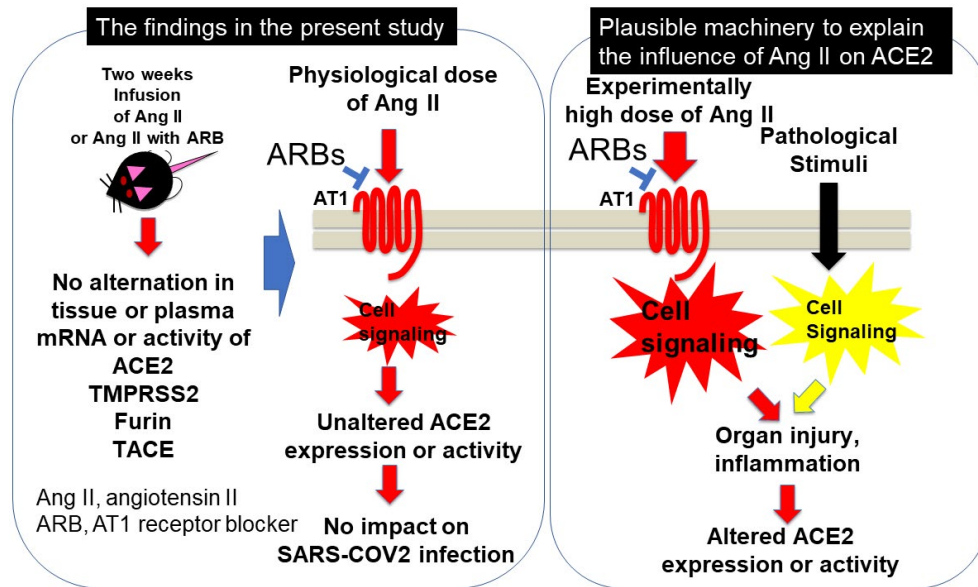 The findings in the present study
Two weeks
Infusion
of Ang II
or Ang II with ARB
No alternation in
tissue or plasma
mRNA or activity of
ACE2
TMPRSS2
Furin
TACE
Ang II, angiotensin II
ARB, AT1 receptor blocker
Physiological dose
of Ang II
ARBs
AT1
Cell
signaling
Unaltered ACE2
expression or activity
No impact on
SARS-COV2 infection
Plausible machinery to explain
the influence of Ang II on ACE2
Experimentally
high dose of Ang II
ARBs
AT1
Cell
signaling
Pathological
Stimuli
Cell
Signaling
Organ injury,
inflammation
Altered ACE2
expression or activity